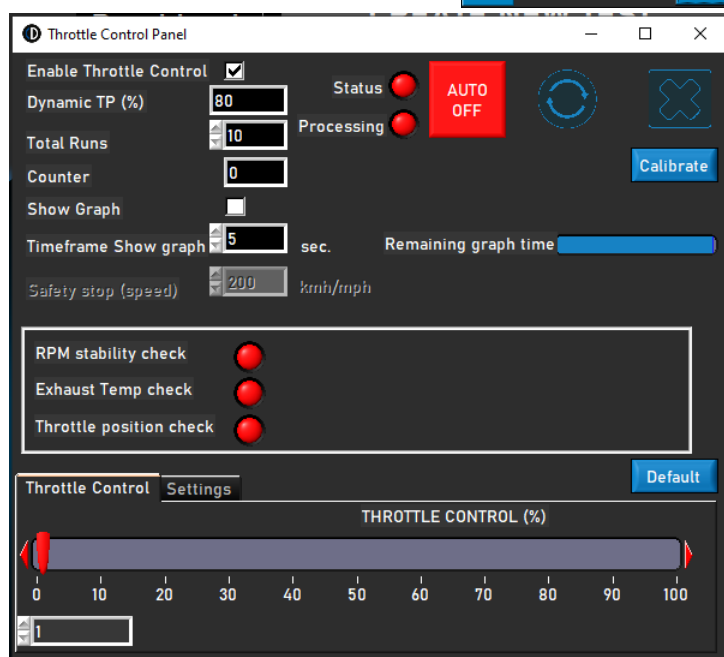 Throttle Control Panel
Enable Throttle Control
Dynamic TP (%) 80
Status
Processing
AUTO
OFF
Total Runs 10
Counter 0
Calibrate
Show Graph
Timeframe Show graph 5 sec.
Remaining graph time
Safety stop (speed) 200 kmh/mph
RPM stability check
Exhaust Temp check
Throttle position check
Default
Throttle Control Settings
THROTTLE CONTROL (%)
0 10 20 30 40 50 60 70 80 90 100
1